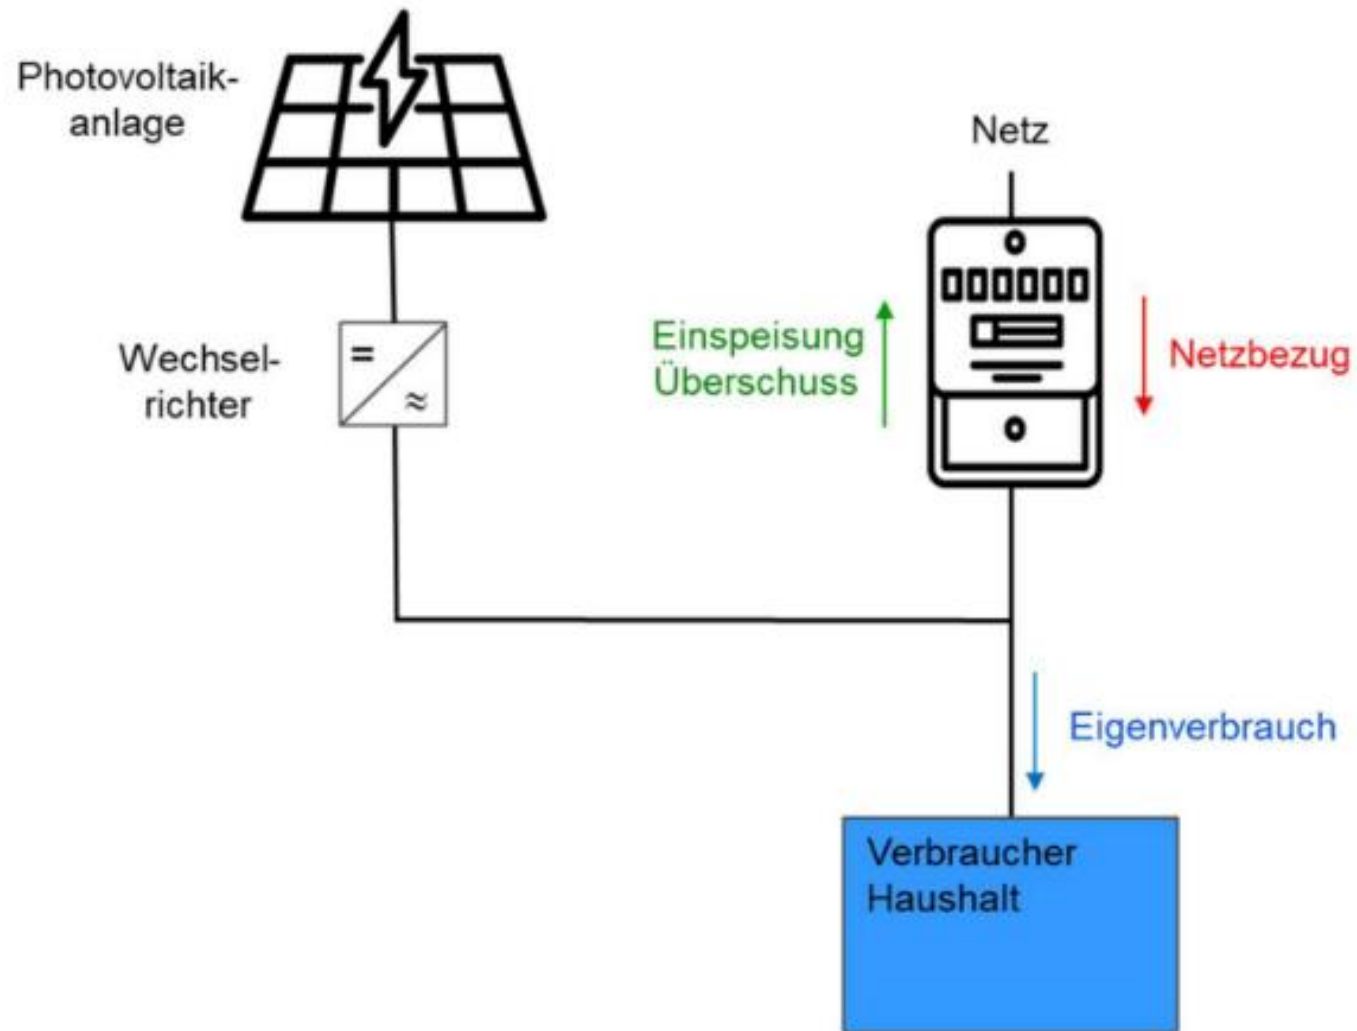 Photovoltaik-
anlage
Netz
Wechsel-
richter
=
≈
Einspeisung
Überschuss
Netzbezug
Eigenverbrauch
Verbraucher
Haushalt